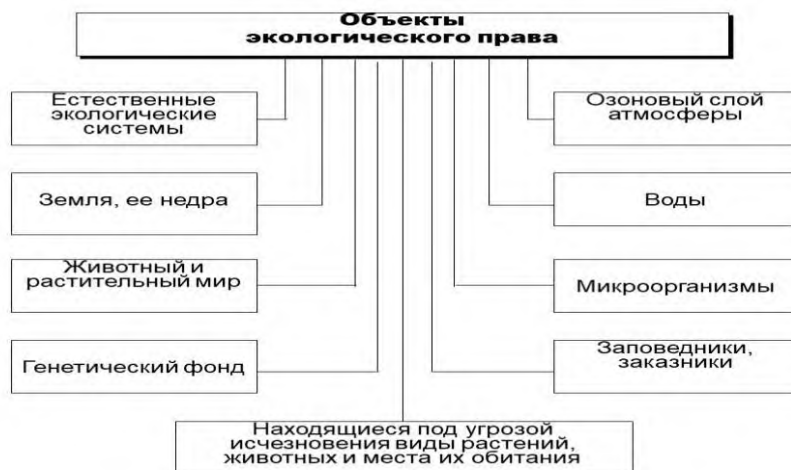 Объекты
экологического права
Естественные
экологические
системы
Озоновый слой
атмосферы
Земля, ее недра
Воды
Животный и
растительный мир
Микроорганизмы
Генетический фонд
Заповедники,
заказники
Находящиеся под угрозой
исчезновения виды растений,
животных и места их обитания